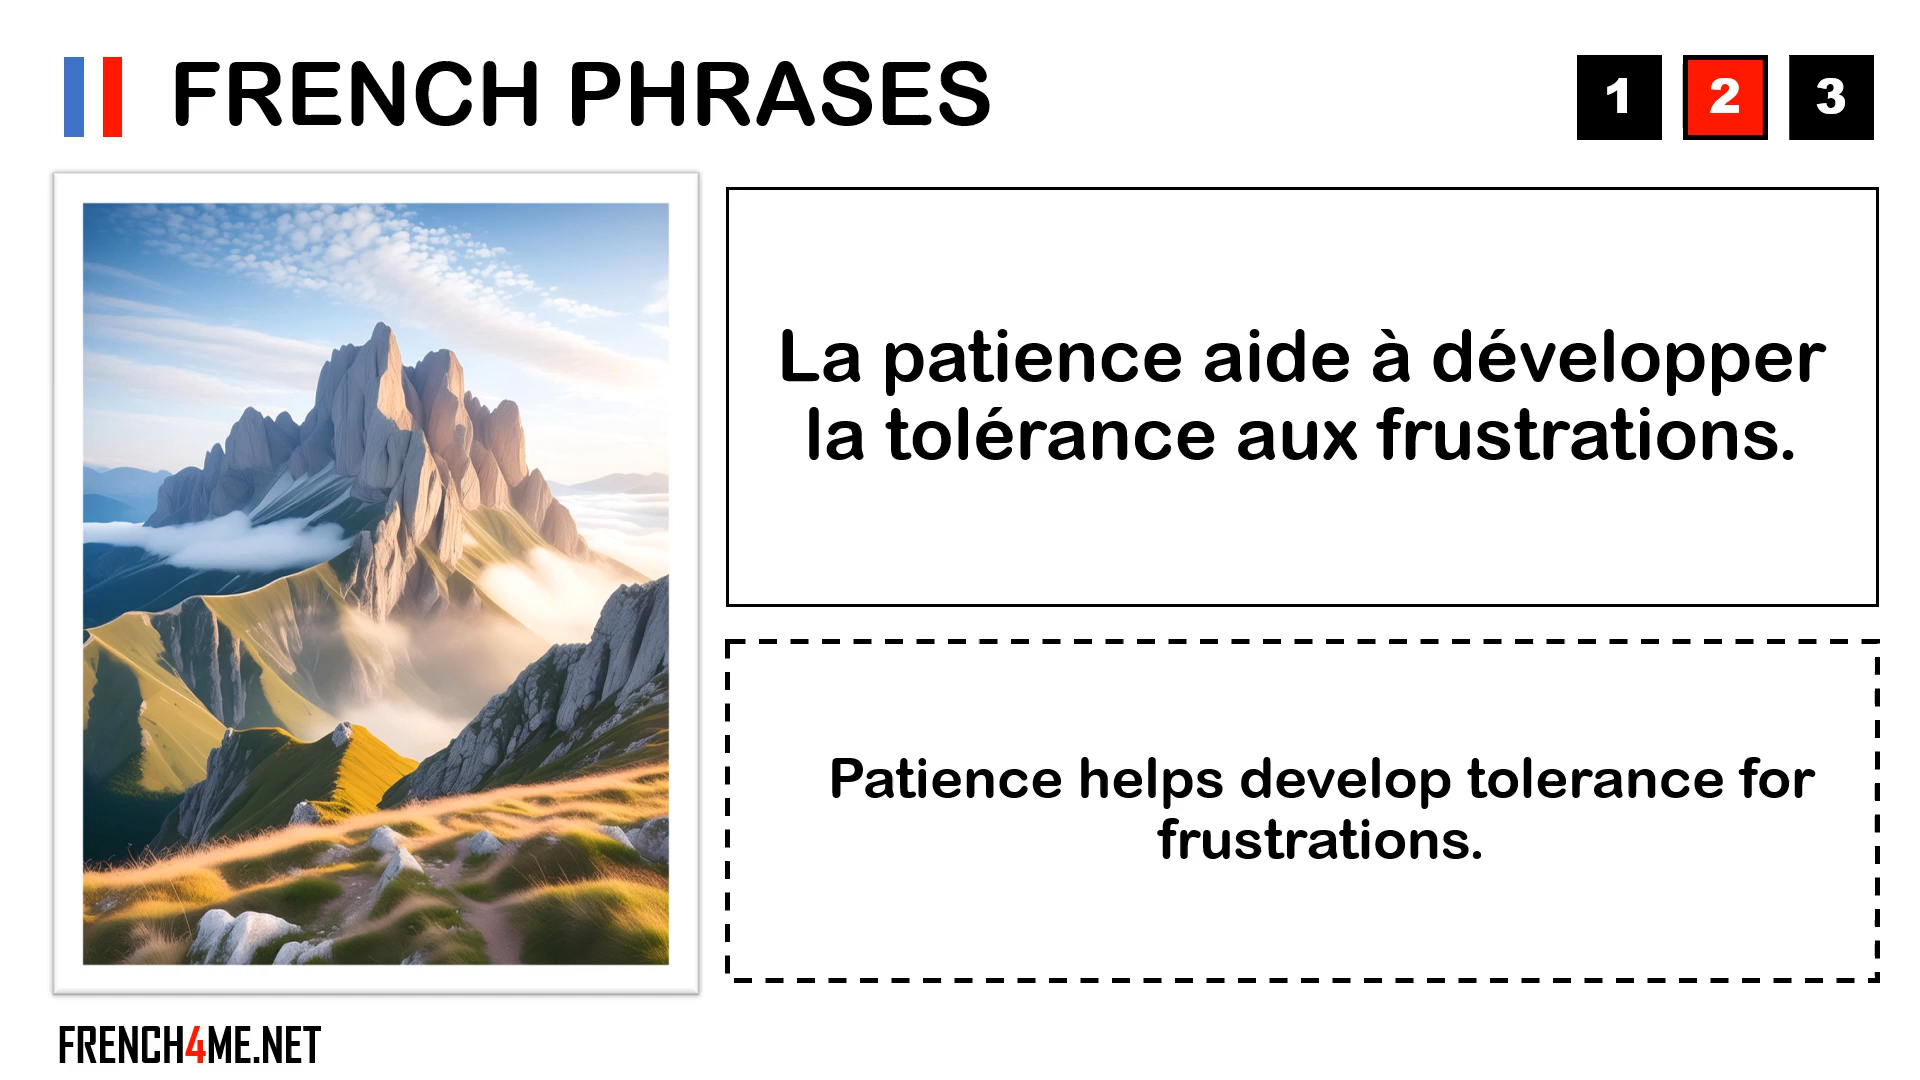 FRENCH PHRASES
1 2 3
La patience aide à développer
la tolérance aux frustrations.
Patience helps develop tolerance for
frustrations.
FRENCH4ME.NET